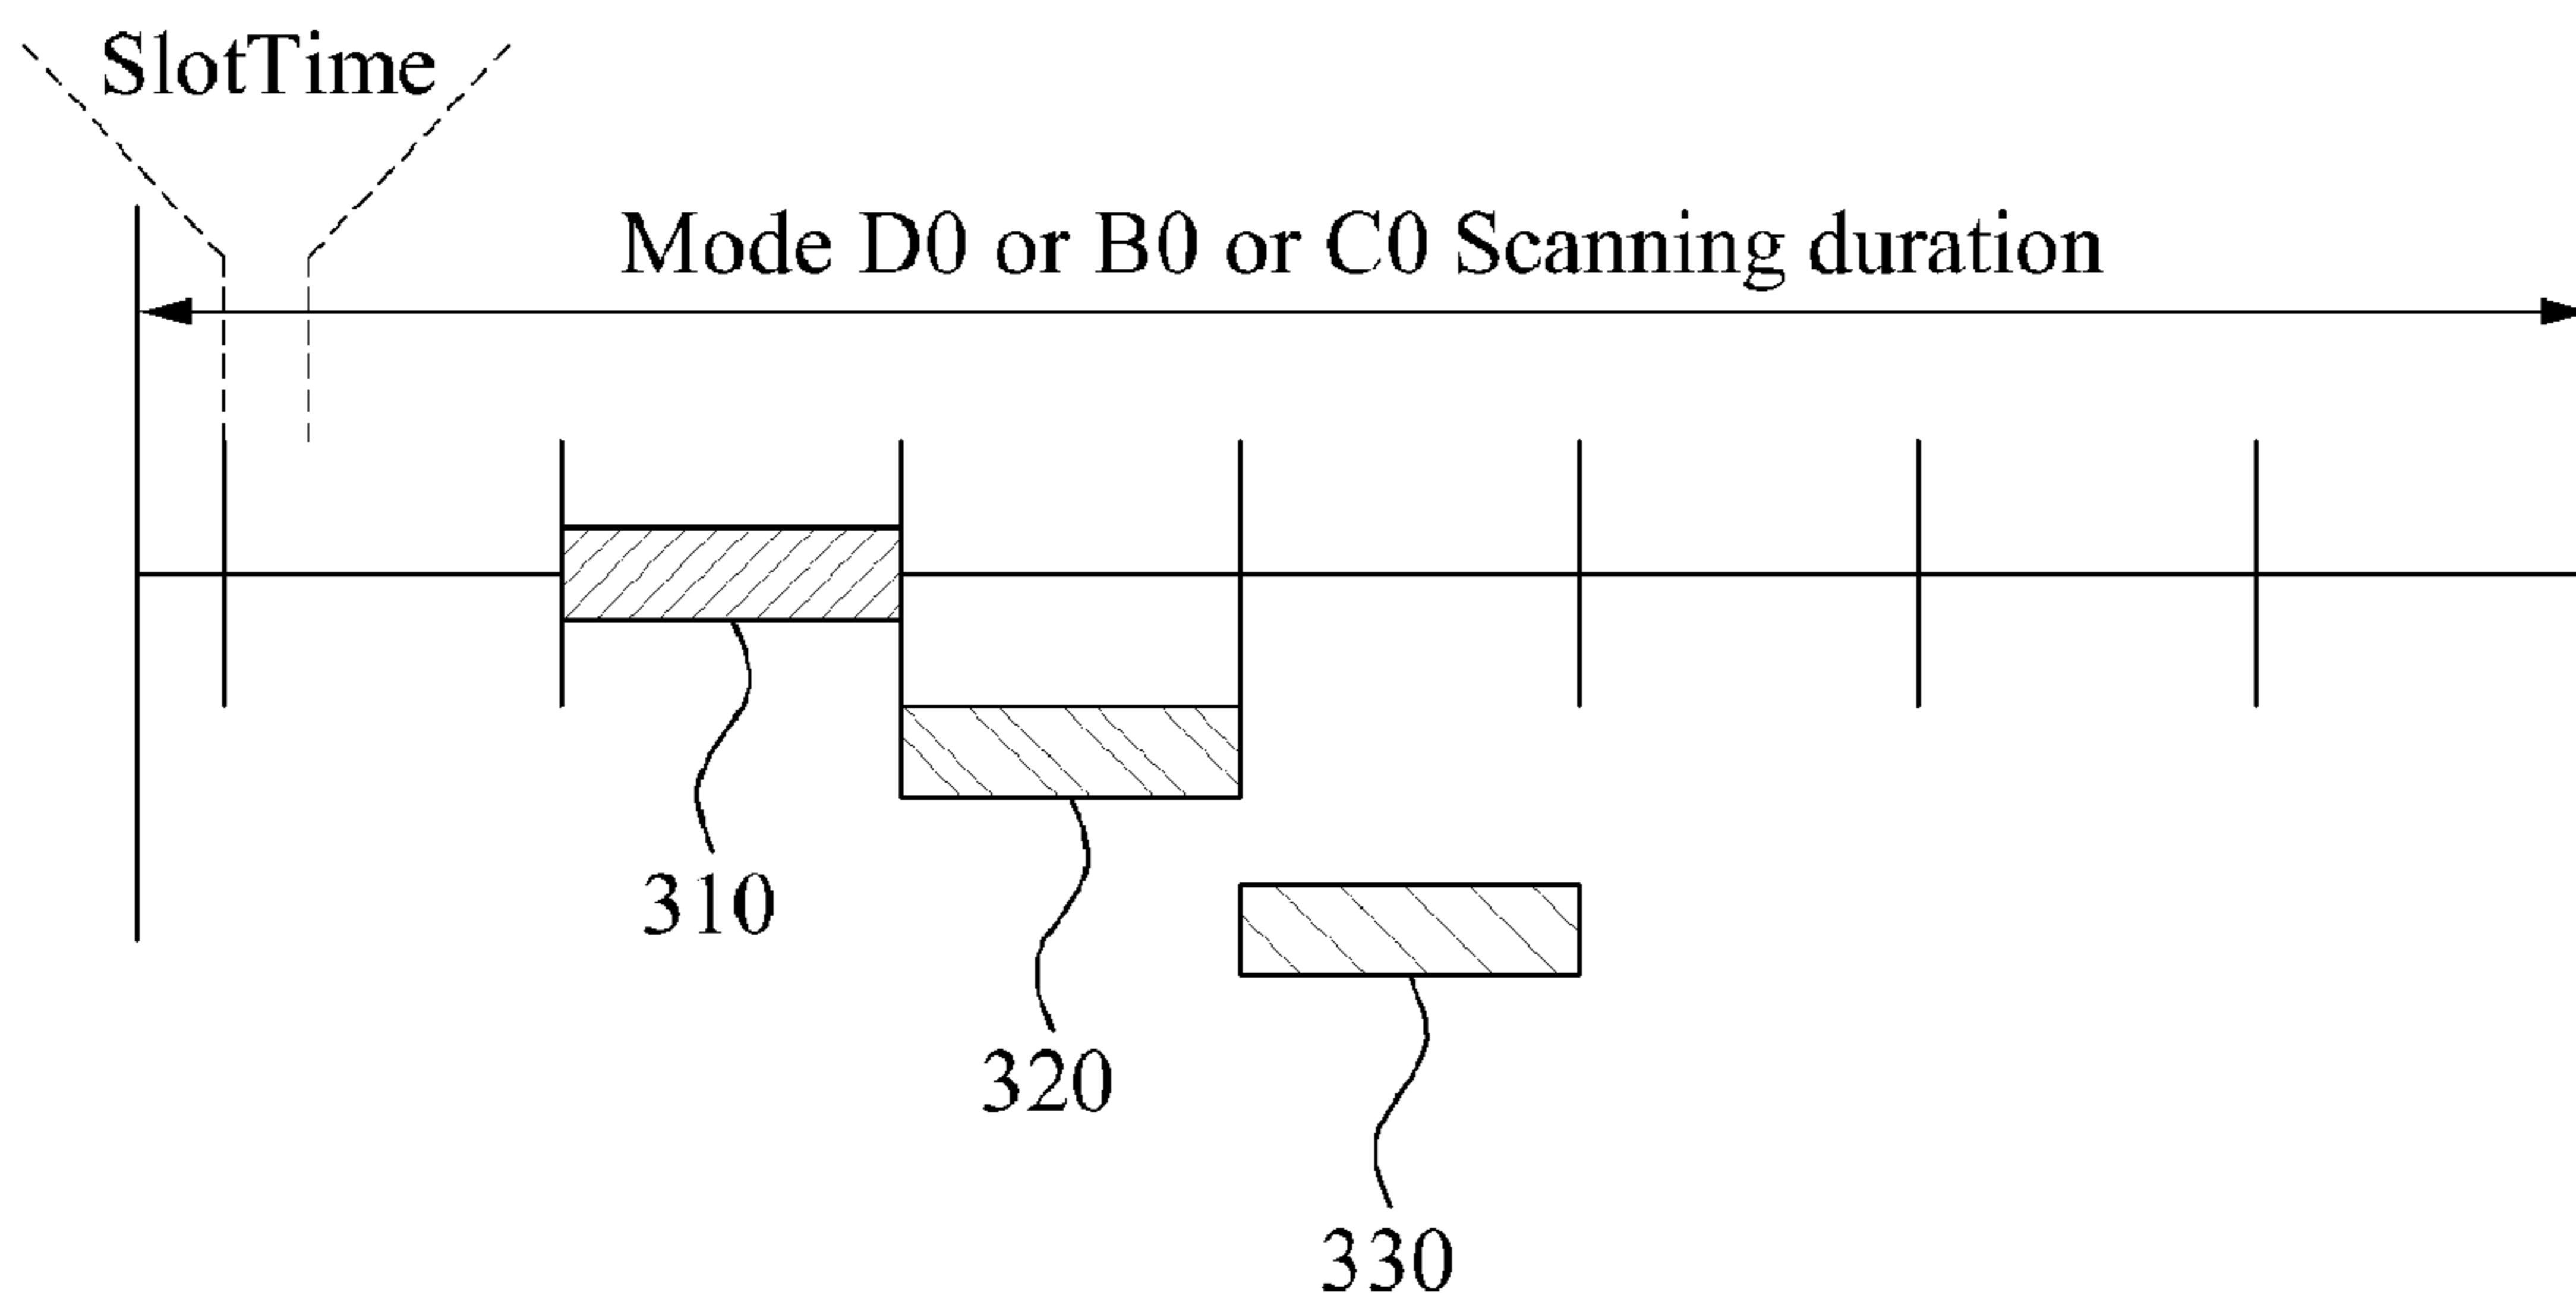 SlotTime
Mode D0 or B0 or C0 Scanning duration
310
320
330